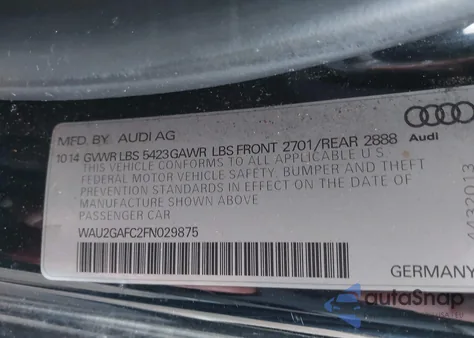 MFD. BY AUDI AG
10 14 GVWR LBS 5423 GAWR LBS FRONT 2701/REAR 2888
Audi
THIS VEHICLE CONFORMS TO ALL APPLICABLE U S
FEDERAL MOTOR VEHICLE SAFETY, BUMPER AND THEFT
PREVENTION STANDARDS IN EFFECT ON THE DATE OF
MANUFACTURE SHOWN ABOVE
PASSENGER CAR
WAU2GAFC2FN029875
GERMANY
autoSnap